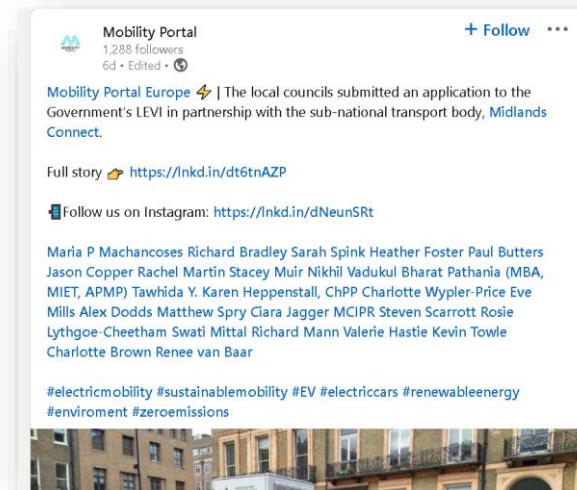 Mobility Portal
+ Follow
1,288 followers
6d • Edited •
Mobility Portal Europe ⚡ | The local councils submitted an application to the
Government's LEVI in partnership with the sub-national transport body, Midlands
Connect.
Full story 👉 https://lnkd.in/dt6tnAZP
📲Follow us on Instagram: https://lnkd.in/dNeunSRt
Maria P Machancoses Richard Bradley Sarah Spink Heather Foster Paul Butters
Jason Copper Rachel Martin Stacey Muir Nikhil Vadukul Bharat Pathania (MBA,
MIET, APMP) Tawhida Y. Karen Heppenstall, ChPP Charlotte Wypler-Price Eve
Mills Alex Dodds Matthew Spry Ciara Jagger MCIPR Steven Scarrott Rosie
Lythgoe-Cheetham Swati Mittal Richard Mann Valerie Hastie Kevin Towle
Charlotte Brown Renee van Baar
#electricmobility #sustainablemobility #EV #electriccars #renewableenergy
#enviroment #zeroemissions